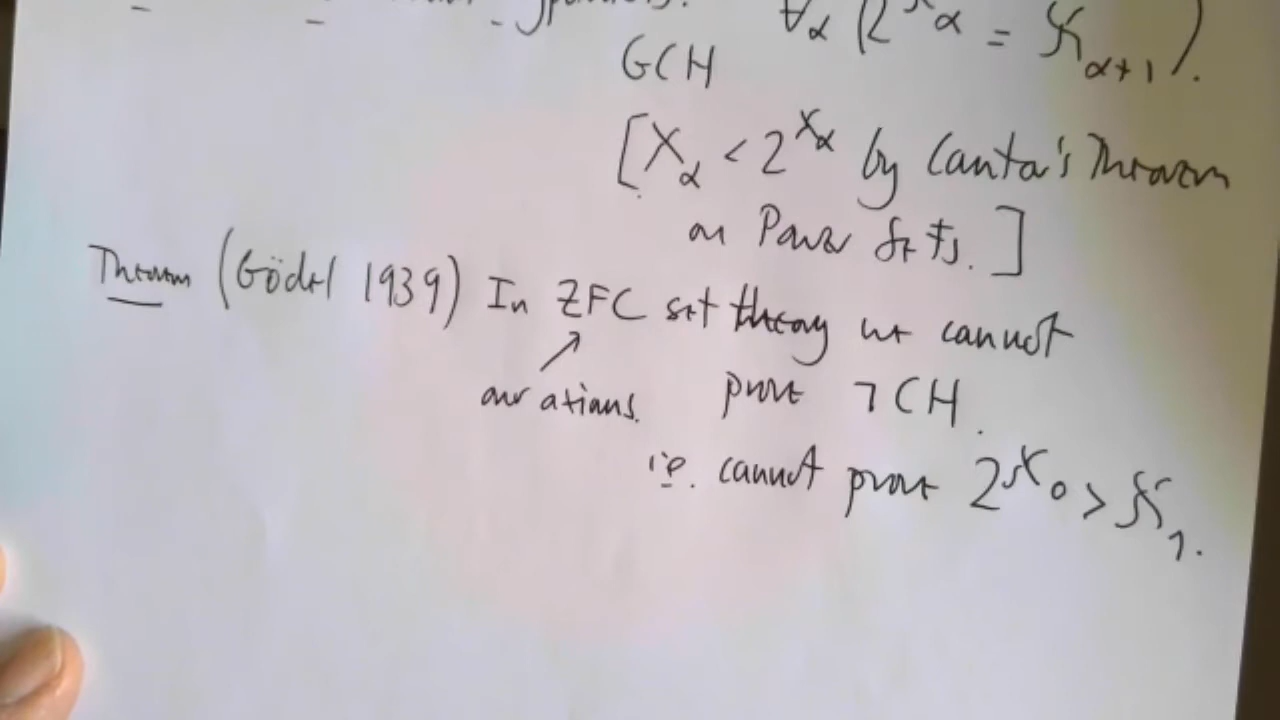 ∀α (2^ℵα = ℵα+1).
GCH
[ℵα < 2^ℵα by Cantor's Theorem
on Power Sets.]
Theorem (Gödel 1939) In ZFC set theory we cannot
our axioms. prove ¬CH.
i.e. cannot prove 2^ℵ0 > ℵ1.